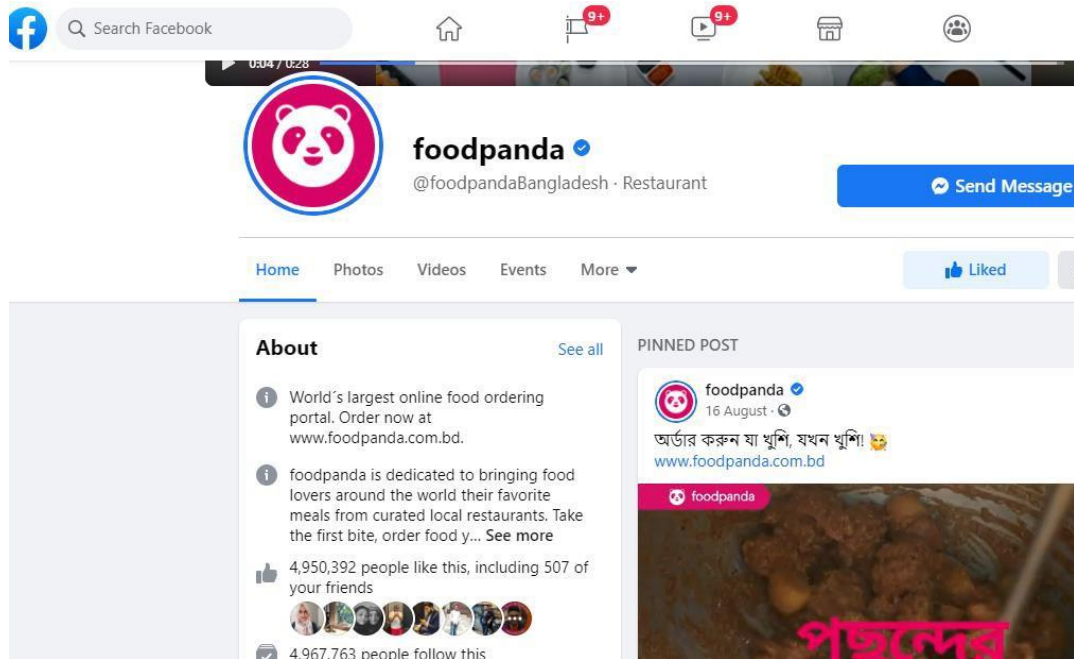 Search Facebook
9+
9+
0:04 / 0:28
foodpanda
@foodpandaBangladesh · Restaurant
Send Message
Home Photos Videos Events More
Liked
About
See all
World´s largest online food ordering
portal. Order now at
www.foodpanda.com.bd.
foodpanda is dedicated to bringing food
lovers around the world their favorite
meals from curated local restaurants. Take
the first bite, order food y... See more
4,950,392 people like this, including 507 of
your friends
4,967,763 people follow this
PINNED POST
foodpanda
16 August ·
অর্ডার করুন যা খুশি, যখন খুশি! 🥰
www.foodpanda.com.bd
foodpanda
পছন্দের